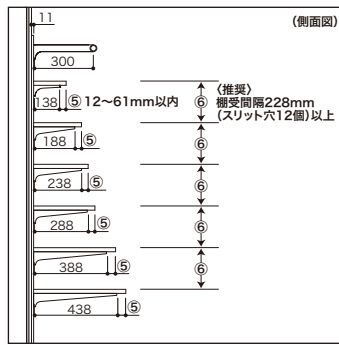 11
(側面図)
300
138 ⑤ 12〜61mm以内
⑥
〈推奨〉
棚受間隔228mm
(スリット穴12個)以上
188 ⑤
⑥
238 ⑤
⑥
288 ⑤
⑥
388 ⑤
⑥
438 ⑤